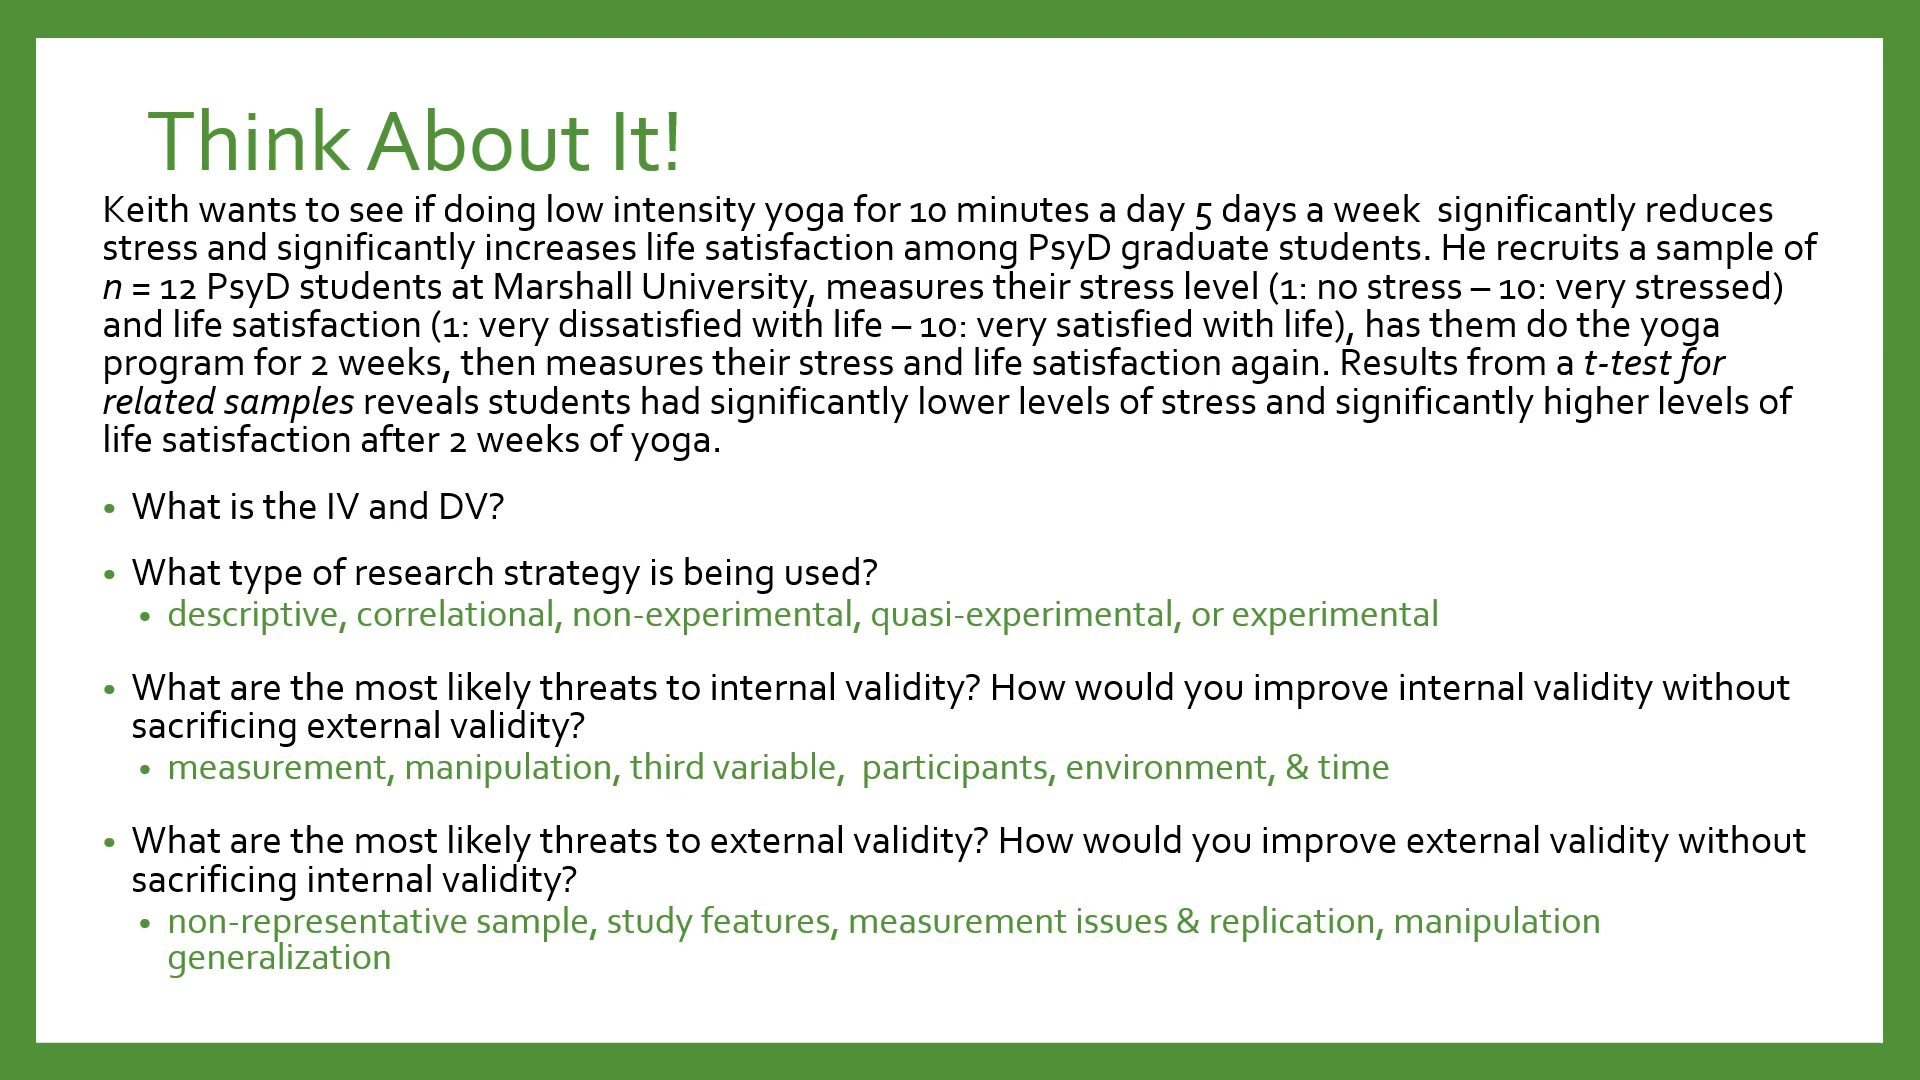 Think About It!
Keith wants to see if doing low intensity yoga for 10 minutes a day 5 days a week  significantly reduces
stress and significantly increases life satisfaction among PsyD graduate students. He recruits a sample of
n = 12 PsyD students at Marshall University, measures their stress level (1: no stress – 10: very stressed)
and life satisfaction (1: very dissatisfied with life – 10: very satisfied with life), has them do the yoga
program for 2 weeks, then measures their stress and life satisfaction again. Results from a t-test for
related samples reveals students had significantly lower levels of stress and significantly higher levels of
life satisfaction after 2 weeks of yoga.
• What is the IV and DV?
• What type of research strategy is being used?
• descriptive, correlational, non-experimental, quasi-experimental, or experimental
• What are the most likely threats to internal validity? How would you improve internal validity without
sacrificing external validity?
• measurement, manipulation, third variable,  participants, environment, & time
• What are the most likely threats to external validity? How would you improve external validity without
sacrificing internal validity?
• non-representative sample, study features, measurement issues & replication, manipulation
generalization